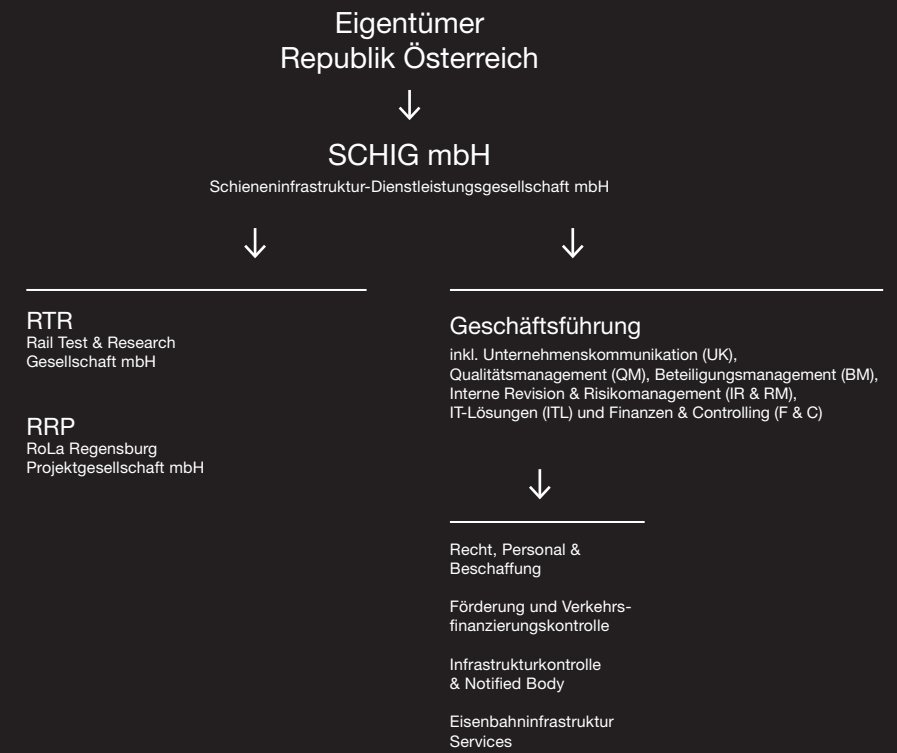 Eigentümer
Republik Österreich
SCHIG mbH
Schieneninfrastruktur-Dienstleistungsgesellschaft mbH
RTR
Rail Test & Research
Gesellschaft mbH
RRP
RoLa Regensburg
Projektgesellschaft mbH
Geschäftsführung
inkl. Unternehmenskommunikation (UK),
Qualitätsmanagement (QM), Beteiligungsmanagement (BM),
Interne Revision & Risikomanagement (IR & RM),
IT-Lösungen (ITL) und Finanzen & Controlling (F & C)
Recht, Personal &
Beschaffung
Förderung und Verkehrs-
finanzierungskontrolle
Infrastrukturkontrolle
& Notified Body
Eisenbahninfrastruktur
Services